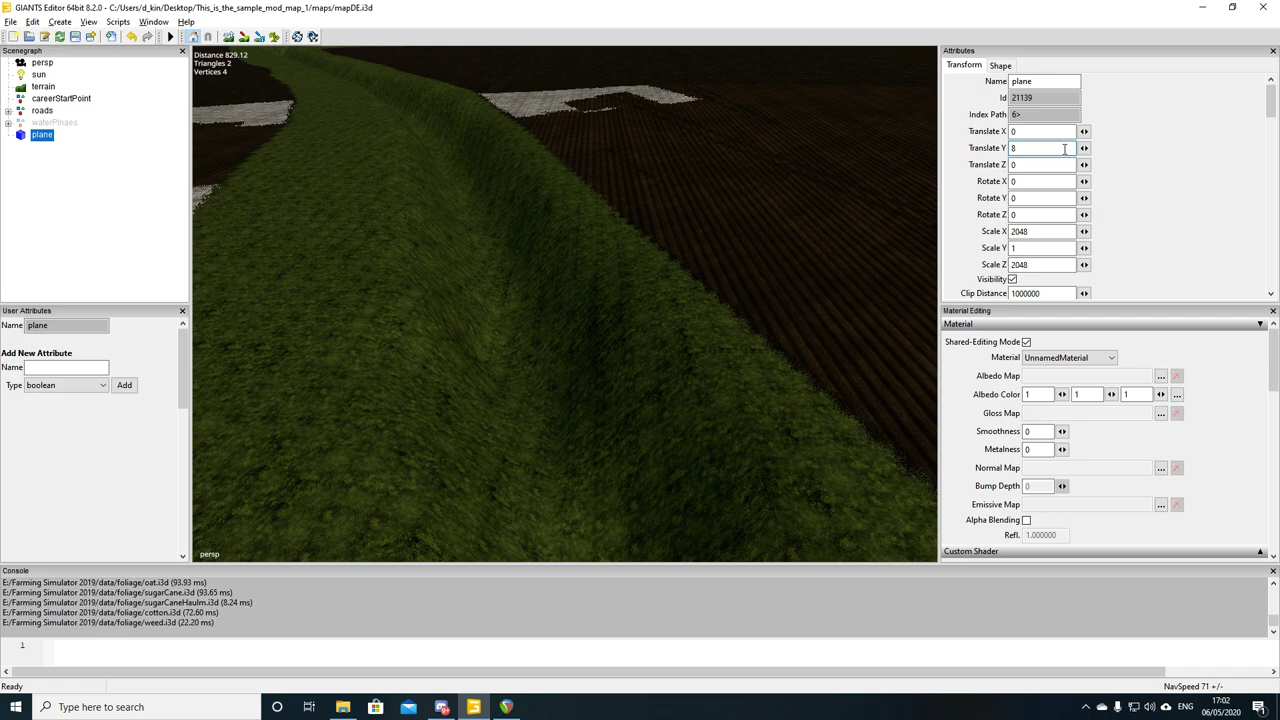 GIANTS Editor 64bit 8.2.0 - C:/Users/d_kin/Desktop/This_is_the_sample_mod_map_1/maps/mapDE.i3d
File Edit Create View Scripts Window Help
Scenegraph
persp
sun
terrain
careerStartPoint
roads
waterPlnaes
plane
Distance 829.12
Triangles 2
Vertices 4
persp
Attributes
Transform Shape
Name plane
Id 21139
Index Path 6>
Translate X 0
Translate Y 8
Translate Z 0
Rotate X 0
Rotate Y 0
Rotate Z 0
Scale X 2048
Scale Y 1
Scale Z 2048
Visibility
Clip Distance 1000000
User Attributes
Name plane
Add New Attribute
Name
Type boolean Add
Material Editing
Material
Shared-Editing Mode
Material UnnamedMaterial
Albedo Map ...
Albedo Color 1 1 1 ...
Gloss Map ...
Smoothness 0
Metalness 0
Normal Map ...
Bump Depth 0
Emissive Map ...
Alpha Blending
Refl. 1.000000
Custom Shader
Console
E:/Farming Simulator 2019/data/foliage/oat.i3d (93.93 ms)
E:/Farming Simulator 2019/data/foliage/sugarCane.i3d (93.65 ms)
E:/Farming Simulator 2019/data/foliage/sugarCaneHaulm.i3d (8.24 ms)
E:/Farming Simulator 2019/data/foliage/cotton.i3d (72.60 ms)
E:/Farming Simulator 2019/data/foliage/weed.i3d (22.20 ms)
1
Ready NavSpeed 71 +/-
Type here to search
ENG
17:02
06/05/2020